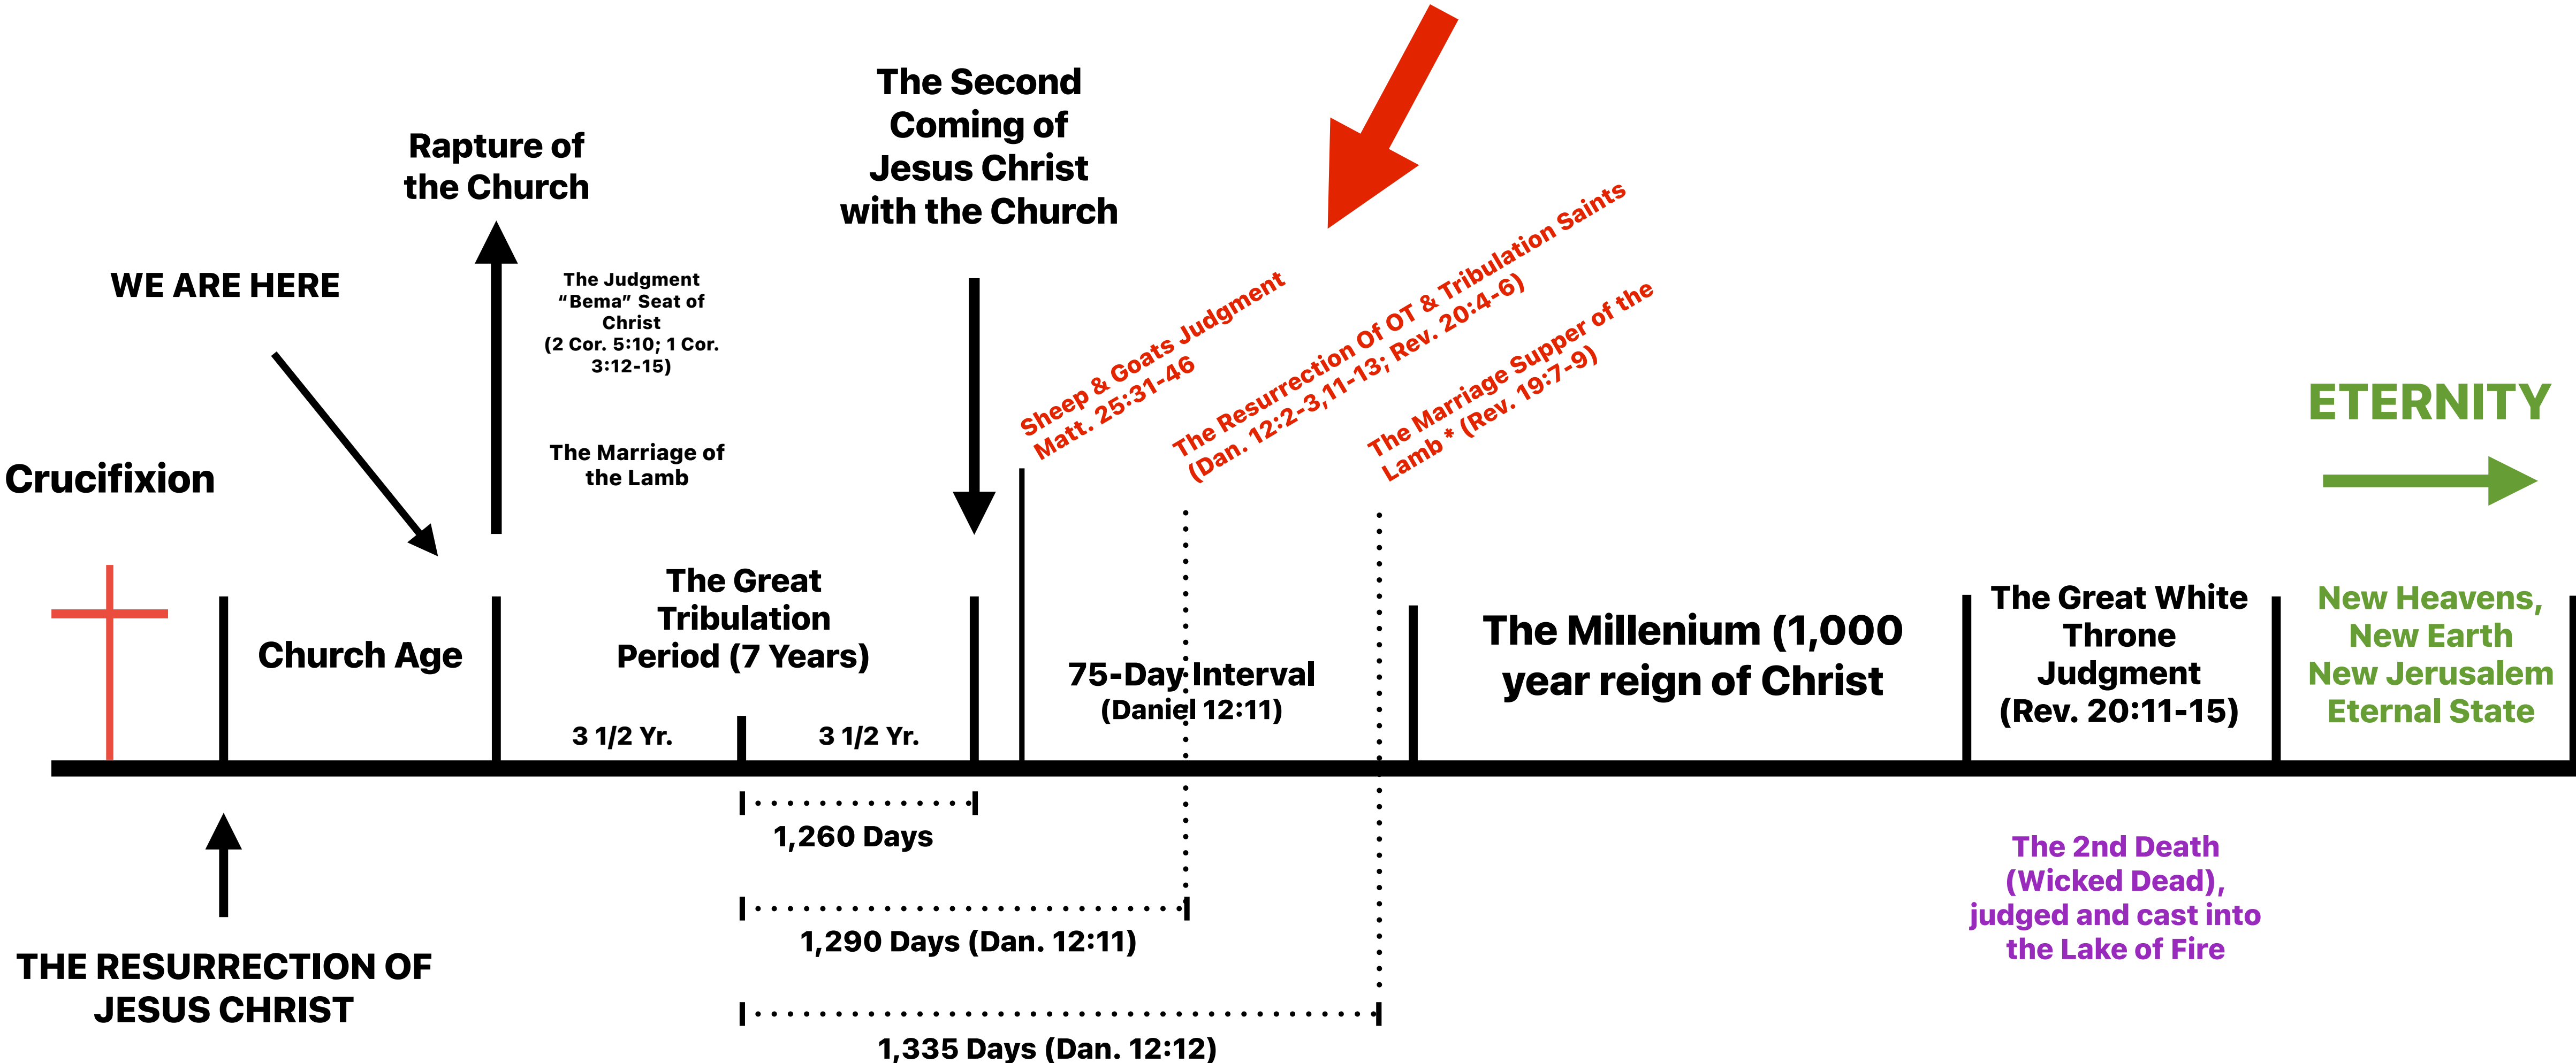 Crucifixion
WE ARE HERE
THE RESURRECTION OF
JESUS CHRIST
Church Age
Rapture of
the Church
The Judgment
“Bema” Seat of
Christ
(2 Cor. 5:10; 1 Cor.
3:12-15)
The Marriage of
the Lamb
The Great
Tribulation
Period (7 Years)
3 1/2 Yr.
3 1/2 Yr.
1,260 Days
1,290 Days (Dan. 12:11)
1,335 Days (Dan. 12:12)
The Second
Coming of
Jesus Christ
with the Church
Sheep & Goats Judgment
Matt. 25:31-46
The Resurrection Of OT & Tribulation Saints
(Dan. 12:2-3,11-13; Rev. 20:4-6)
The Marriage Supper of the
Lamb * (Rev. 19:7-9)
75-Day Interval
(Daniel 12:11)
The Millenium (1,000
year reign of Christ
The Great White
Throne
Judgment
(Rev. 20:11-15)
The 2nd Death
(Wicked Dead),
judged and cast into
the Lake of Fire
ETERNITY
New Heavens,
New Earth
New Jerusalem
Eternal State